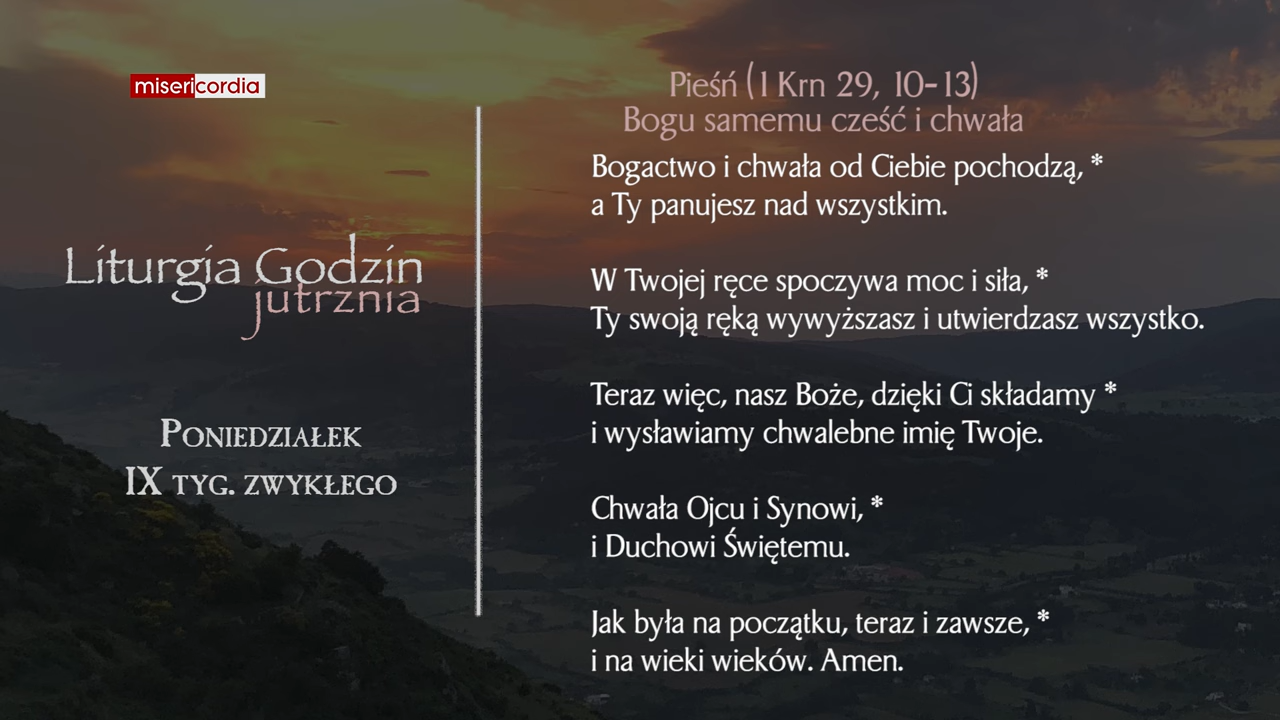 misericordia
Liturgia Godzin
jutrznia
Poniedziałek
IX tyg. zwykłego
Pieśń (1 Krn 29, 10-13)
Bogu samemu cześć i chwała
Bogactwo i chwała od Ciebie pochodzą, *
a Ty panujesz nad wszystkim.
W Twojej ręce spoczywa moc i siła, *
Ty swoją ręką wywyższasz i utwierdzasz wszystko.
Teraz więc, nasz Boże, dzięki Ci składamy *
i wysławiamy chwalebne imię Twoje.
Chwała Ojcu i Synowi, *
i Duchowi Świętemu.
Jak była na początku, teraz i zawsze, *
i na wieki wieków. Amen.